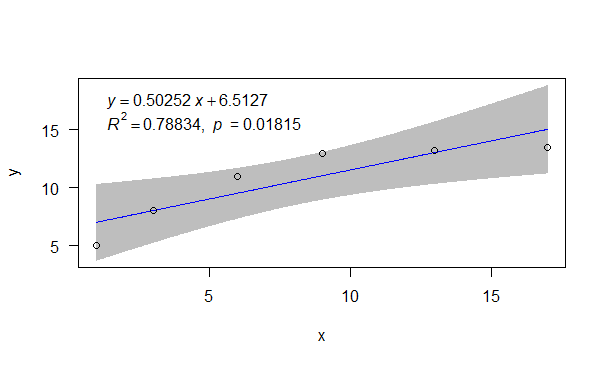 y = 0.50252 x + 6.5127
R² = 0.78834, p = 0.01815
15
10
5
y
5 10 15
x